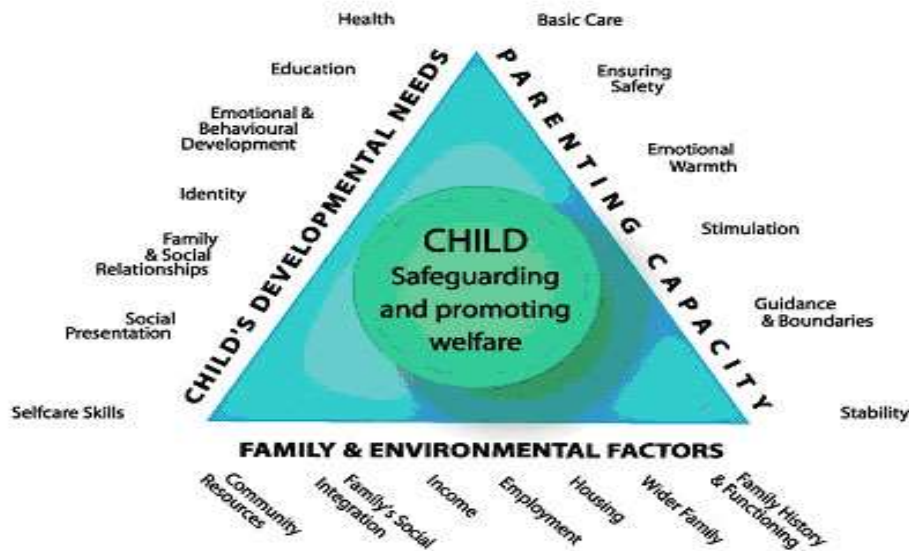 Health
Education
Emotional &
Behavioural
Development
Identity
Family
& Social
Relationships
Social
Presentation
Selfcare Skills
CHILD'S DEVELOPMENTAL NEEDS
Basic Care
Ensuring
Safety
Emotional
Warmth
Stimulation
Guidance
& Boundaries
Stability
PARENTING CAPACITY
CHILD
Safeguarding
and promoting
welfare
FAMILY & ENVIRONMENTAL FACTORS
Community
Resources
Family's Social
Integration
Income
Employment
Housing
Wider Family
Family History
& Functioning